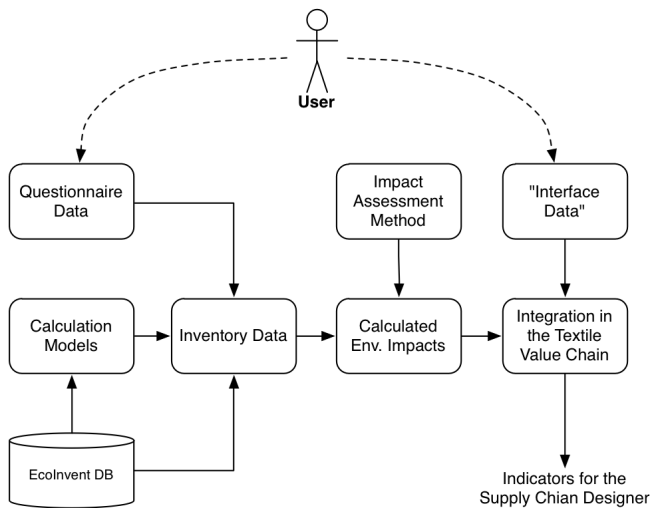 User
Questionnaire
Data
Impact
Assessment
Method
"Interface
Data"
Calculation
Models
Inventory Data
Calculated
Env. Impacts
Integration in
the Textile
Value Chain
EcoInvent DB
Indicators for the
Supply Chian Designer